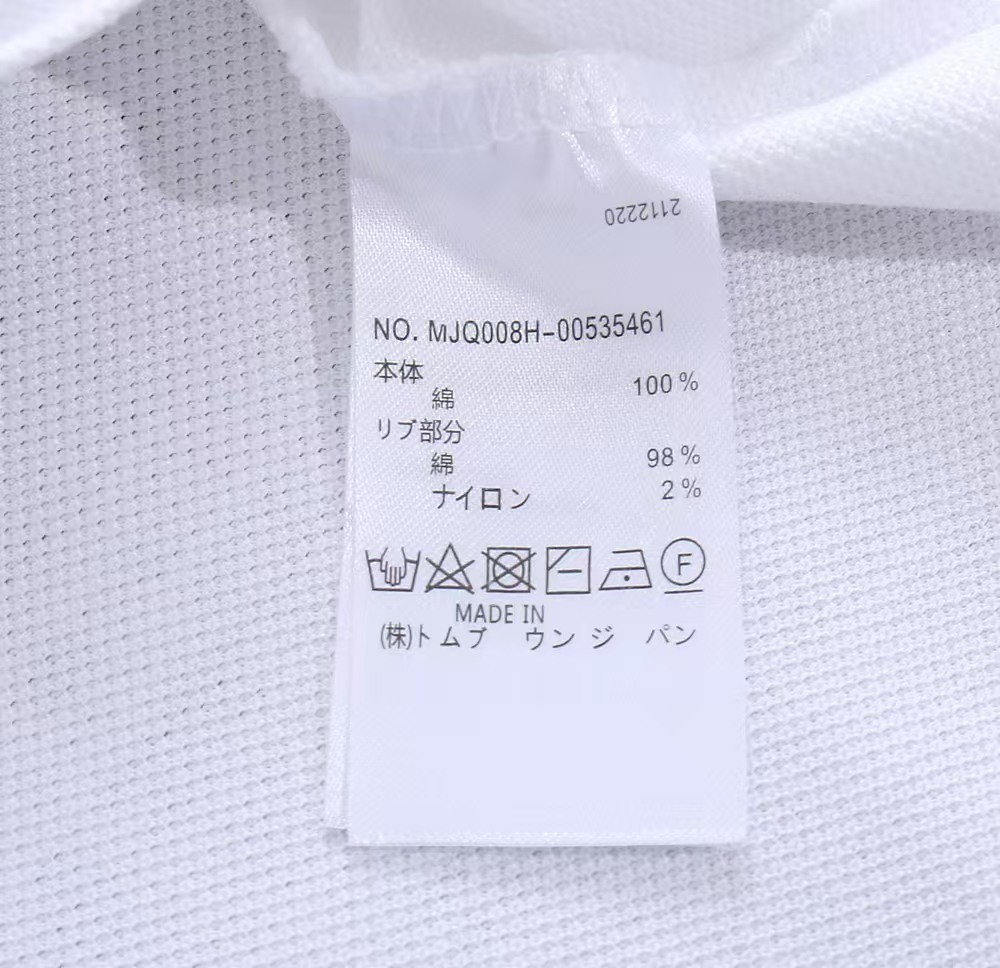 2112220
NO. MJQ008H-00535461
本体
綿 100%
リブ部分
綿 98%
ナイロン 2%
F
MADE IN
(株)トムブ ウン ジ パン